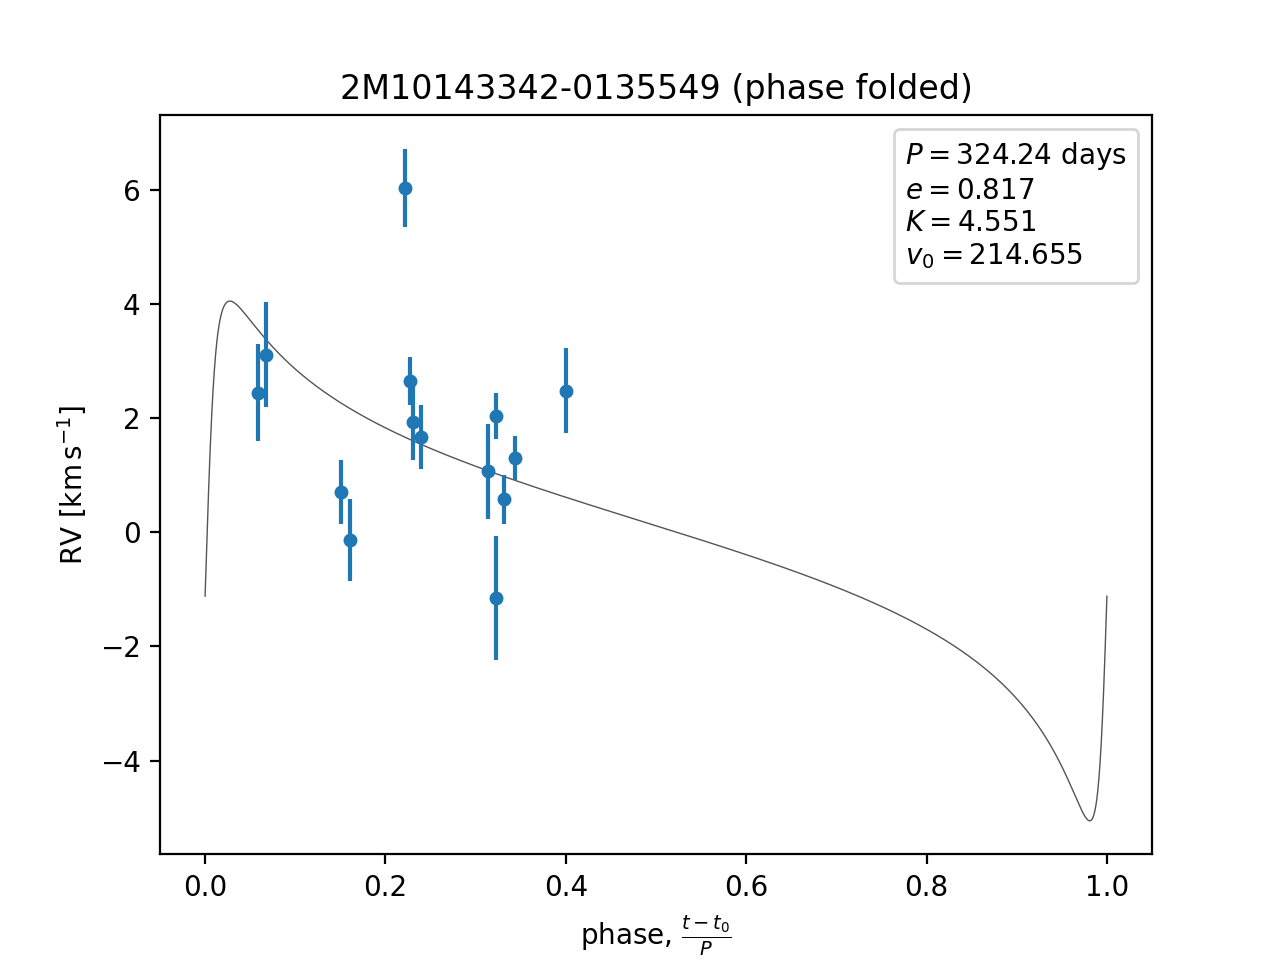 2M10143342-0135549 (phase folded)
P = 324.24 days
e = 0.817
K = 4.551
v₀ = 214.655
RV [km s⁻¹]
6
4
2
0
−2
−4
0.0 0.2 0.4 0.6 0.8 1.0
phase, (t − t₀)/P